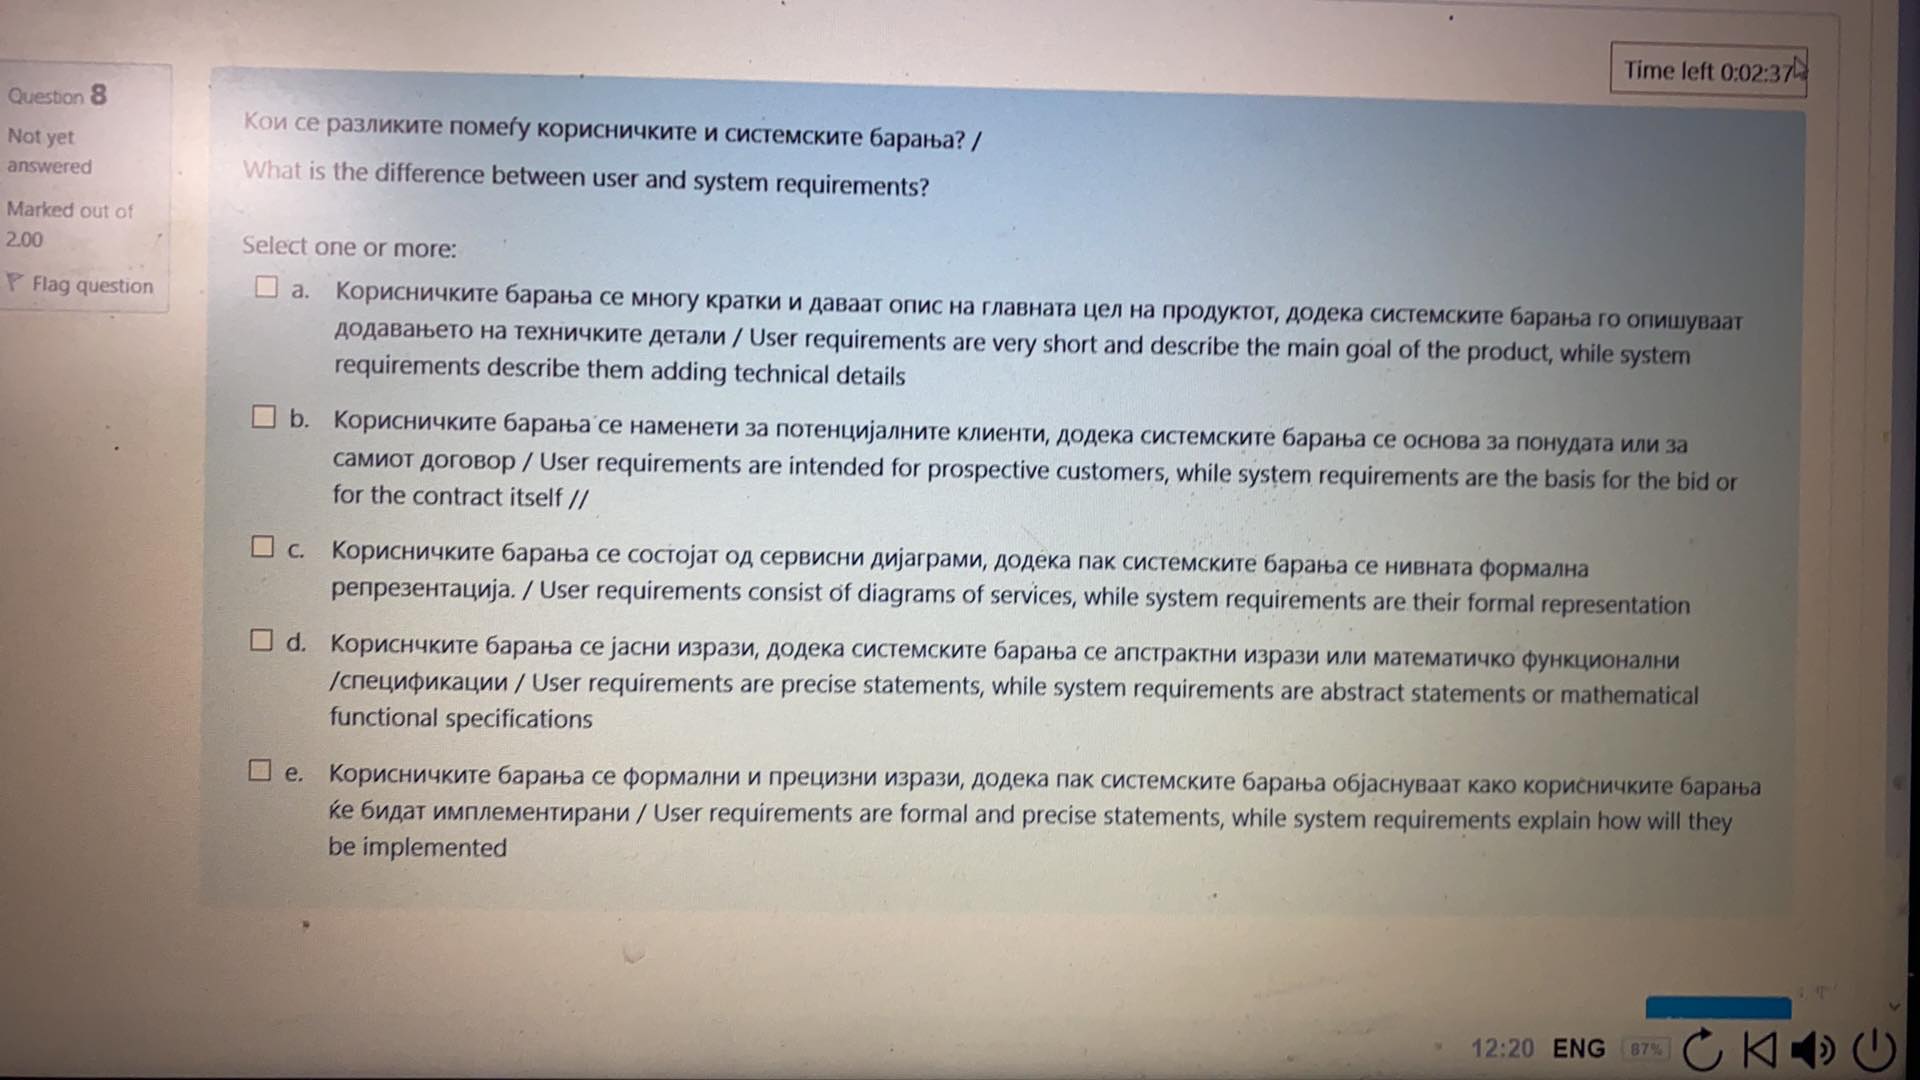 Time left 0:02:37
Question 8
Not yet
answered
Marked out of
2.00
Flag question
Кои се разликите помеѓу корисничките и системските барања? /
What is the difference between user and system requirements?
Select one or more:
a. Корисничките барања се многу кратки и даваат опис на главната цел на продуктот, додека системските барања го опишуваат
додавањето на техничките детали / User requirements are very short and describe the main goal of the product, while system
requirements describe them adding technical details
b. Корисничките барања се наменети за потенцијалните клиенти, додека системските барања се основа за понудата или за
самиот договор / User requirements are intended for prospective customers, while system requirements are the basis for the bid or
for the contract itself //
c. Корисничките барања се состојат од сервисни дијаграми, додека пак системските барања се нивната формална
репрезентација. / User requirements consist of diagrams of services, while system requirements are their formal representation
d. Кориснчките барања се јасни изрази, додека системските барања се апстрактни изрази или математичко функционални
/спецификации / User requirements are precise statements, while system requirements are abstract statements or mathematical
functional specifications
e. Корисничките барања се формални и прецизни изрази, додека пак системските барања објаснуваат како корисничките барања
ќе бидат имплементирани / User requirements are formal and precise statements, while system requirements explain how will they
be implemented
12:20 ENG 87%